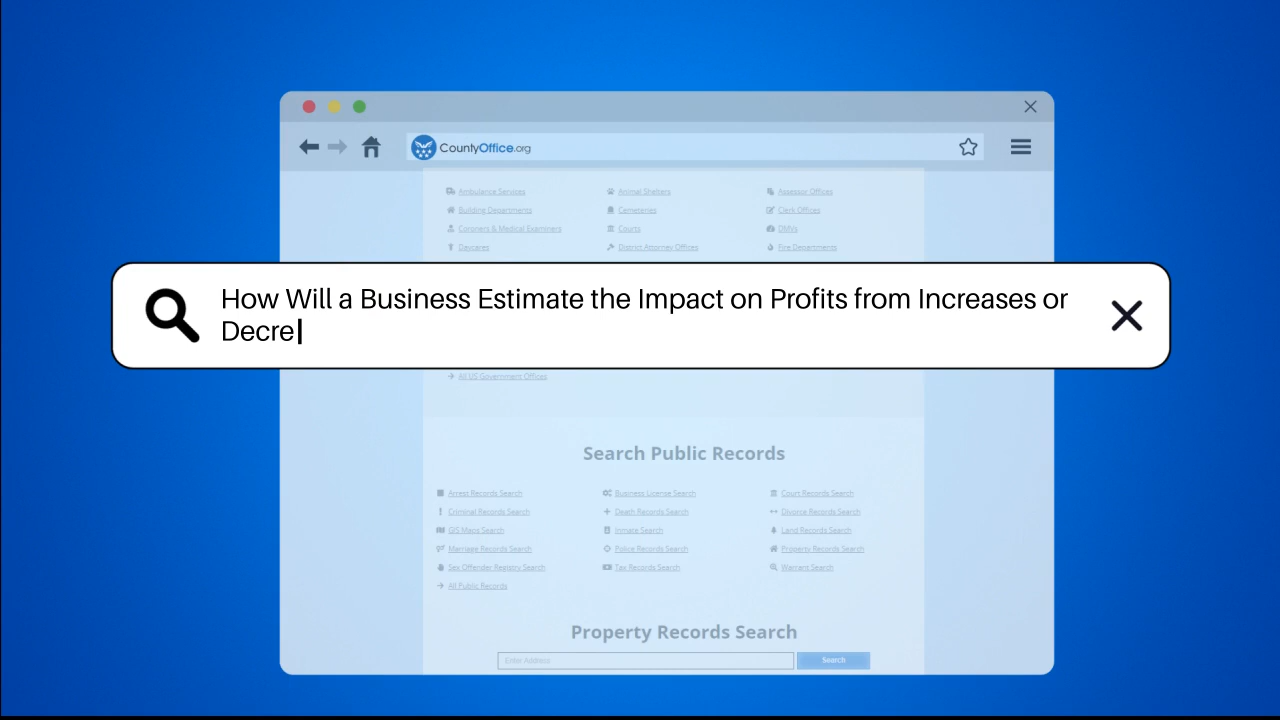 CountyOffice.org
Ambulance Services Animal Shelters Assessor Offices
Building Departments Cemeteries Clerk Offices
Coroners & Medical Examiners Courts DMVs
Daycares District Attorney Offices Fire Departments
How Will a Business Estimate the Impact on Profits from Increases or
Decre
All US Government Offices
Search Public Records
Arrest Records Search Business License Search Court Records Search
Criminal Records Search Death Records Search Divorce Records Search
GIS Maps Search Inmate Search Land Records Search
Marriage Records Search Police Records Search Property Records Search
Sex Offender Registry Search Tax Records Search Warrant Search
All Public Records
Property Records Search
Enter Address Search